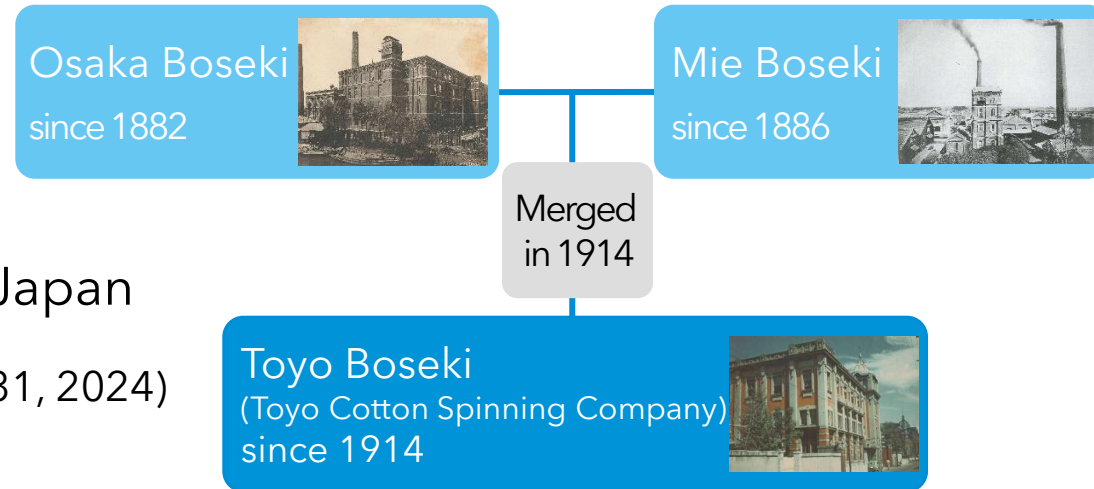 Osaka Boseki
since 1882
Mie Boseki
since 1886
Merged
in 1914
Japan
31, 2024)
Toyo Boseki
(Toyo Cotton Spinning Company)
since 1914